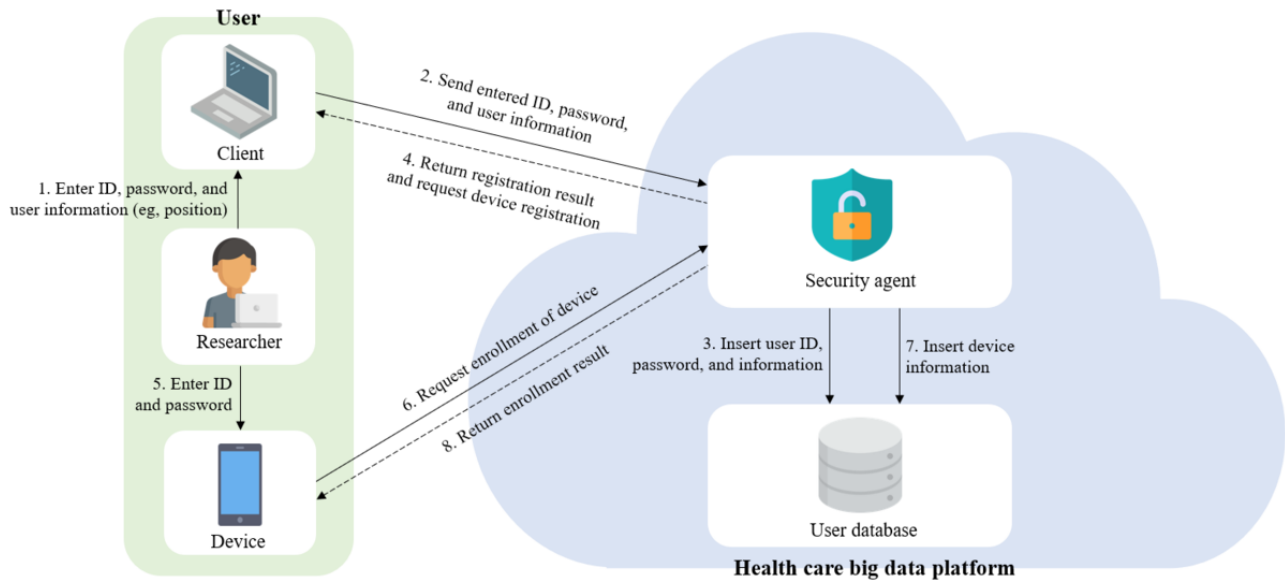 User
Client
1. Enter ID, password, and
user information (eg, position)
Researcher
5. Enter ID
and password
Device
2. Send entered ID, password,
and user information
4. Return registration result
and request device registration
6. Request enrollment of device
8. Return enrollment result
Security agent
3. Insert user ID,
password, and information
7. Insert device
information
User database
Health care big data platform